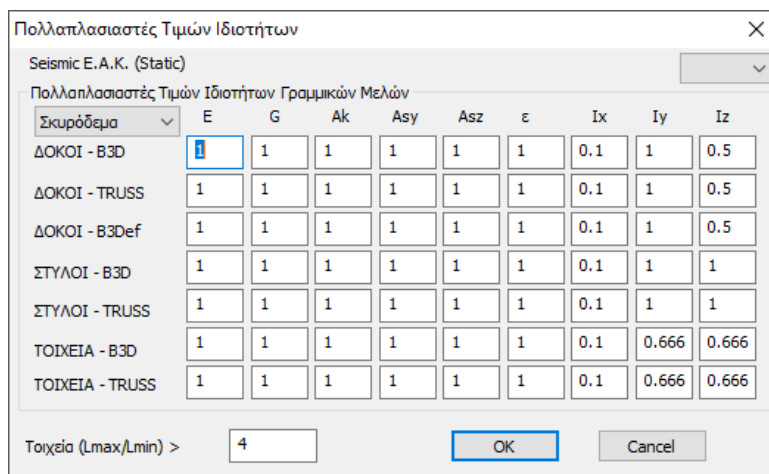 Πολλαπλασιαστές Τιμών Ιδιοτήτων
Seismic E.A.K. (Static)
Πολλαπλασιαστές Τιμών Ιδιοτήτων Γραμμικών Μελών
Σκυρόδεμα E G Ak Asy Asz ε Ix Iy Iz
ΔΟΚΟΙ - B3D 1 1 1 1 1 1 0.1 1 0.5
ΔΟΚΟΙ - TRUSS 1 1 1 1 1 1 0.1 1 0.5
ΔΟΚΟΙ - B3Def 1 1 1 1 1 1 0.1 1 0.5
ΣΤΥΛΟΙ - B3D 1 1 1 1 1 1 0.1 1 1
ΣΤΥΛΟΙ - TRUSS 1 1 1 1 1 1 0.1 1 1
ΤΟΙΧΕΙΑ - B3D 1 1 1 1 1 1 0.1 0.666 0.666
ΤΟΙΧΕΙΑ - TRUSS 1 1 1 1 1 1 0.1 0.666 0.666
Τοιχεία (Lmax/Lmin) > 4 OK Cancel